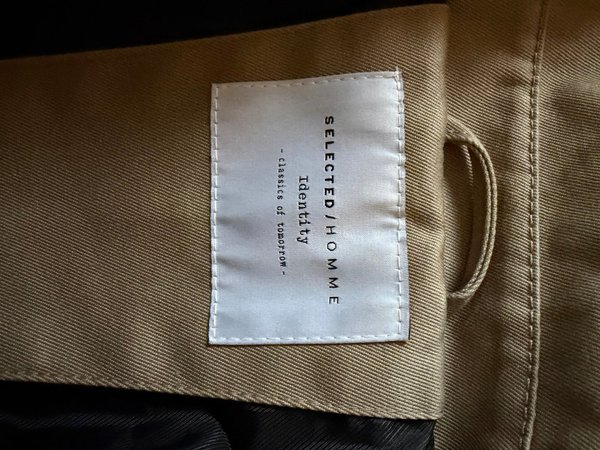 SELECTED/HOMME
Identity
- classics of tomorrow -